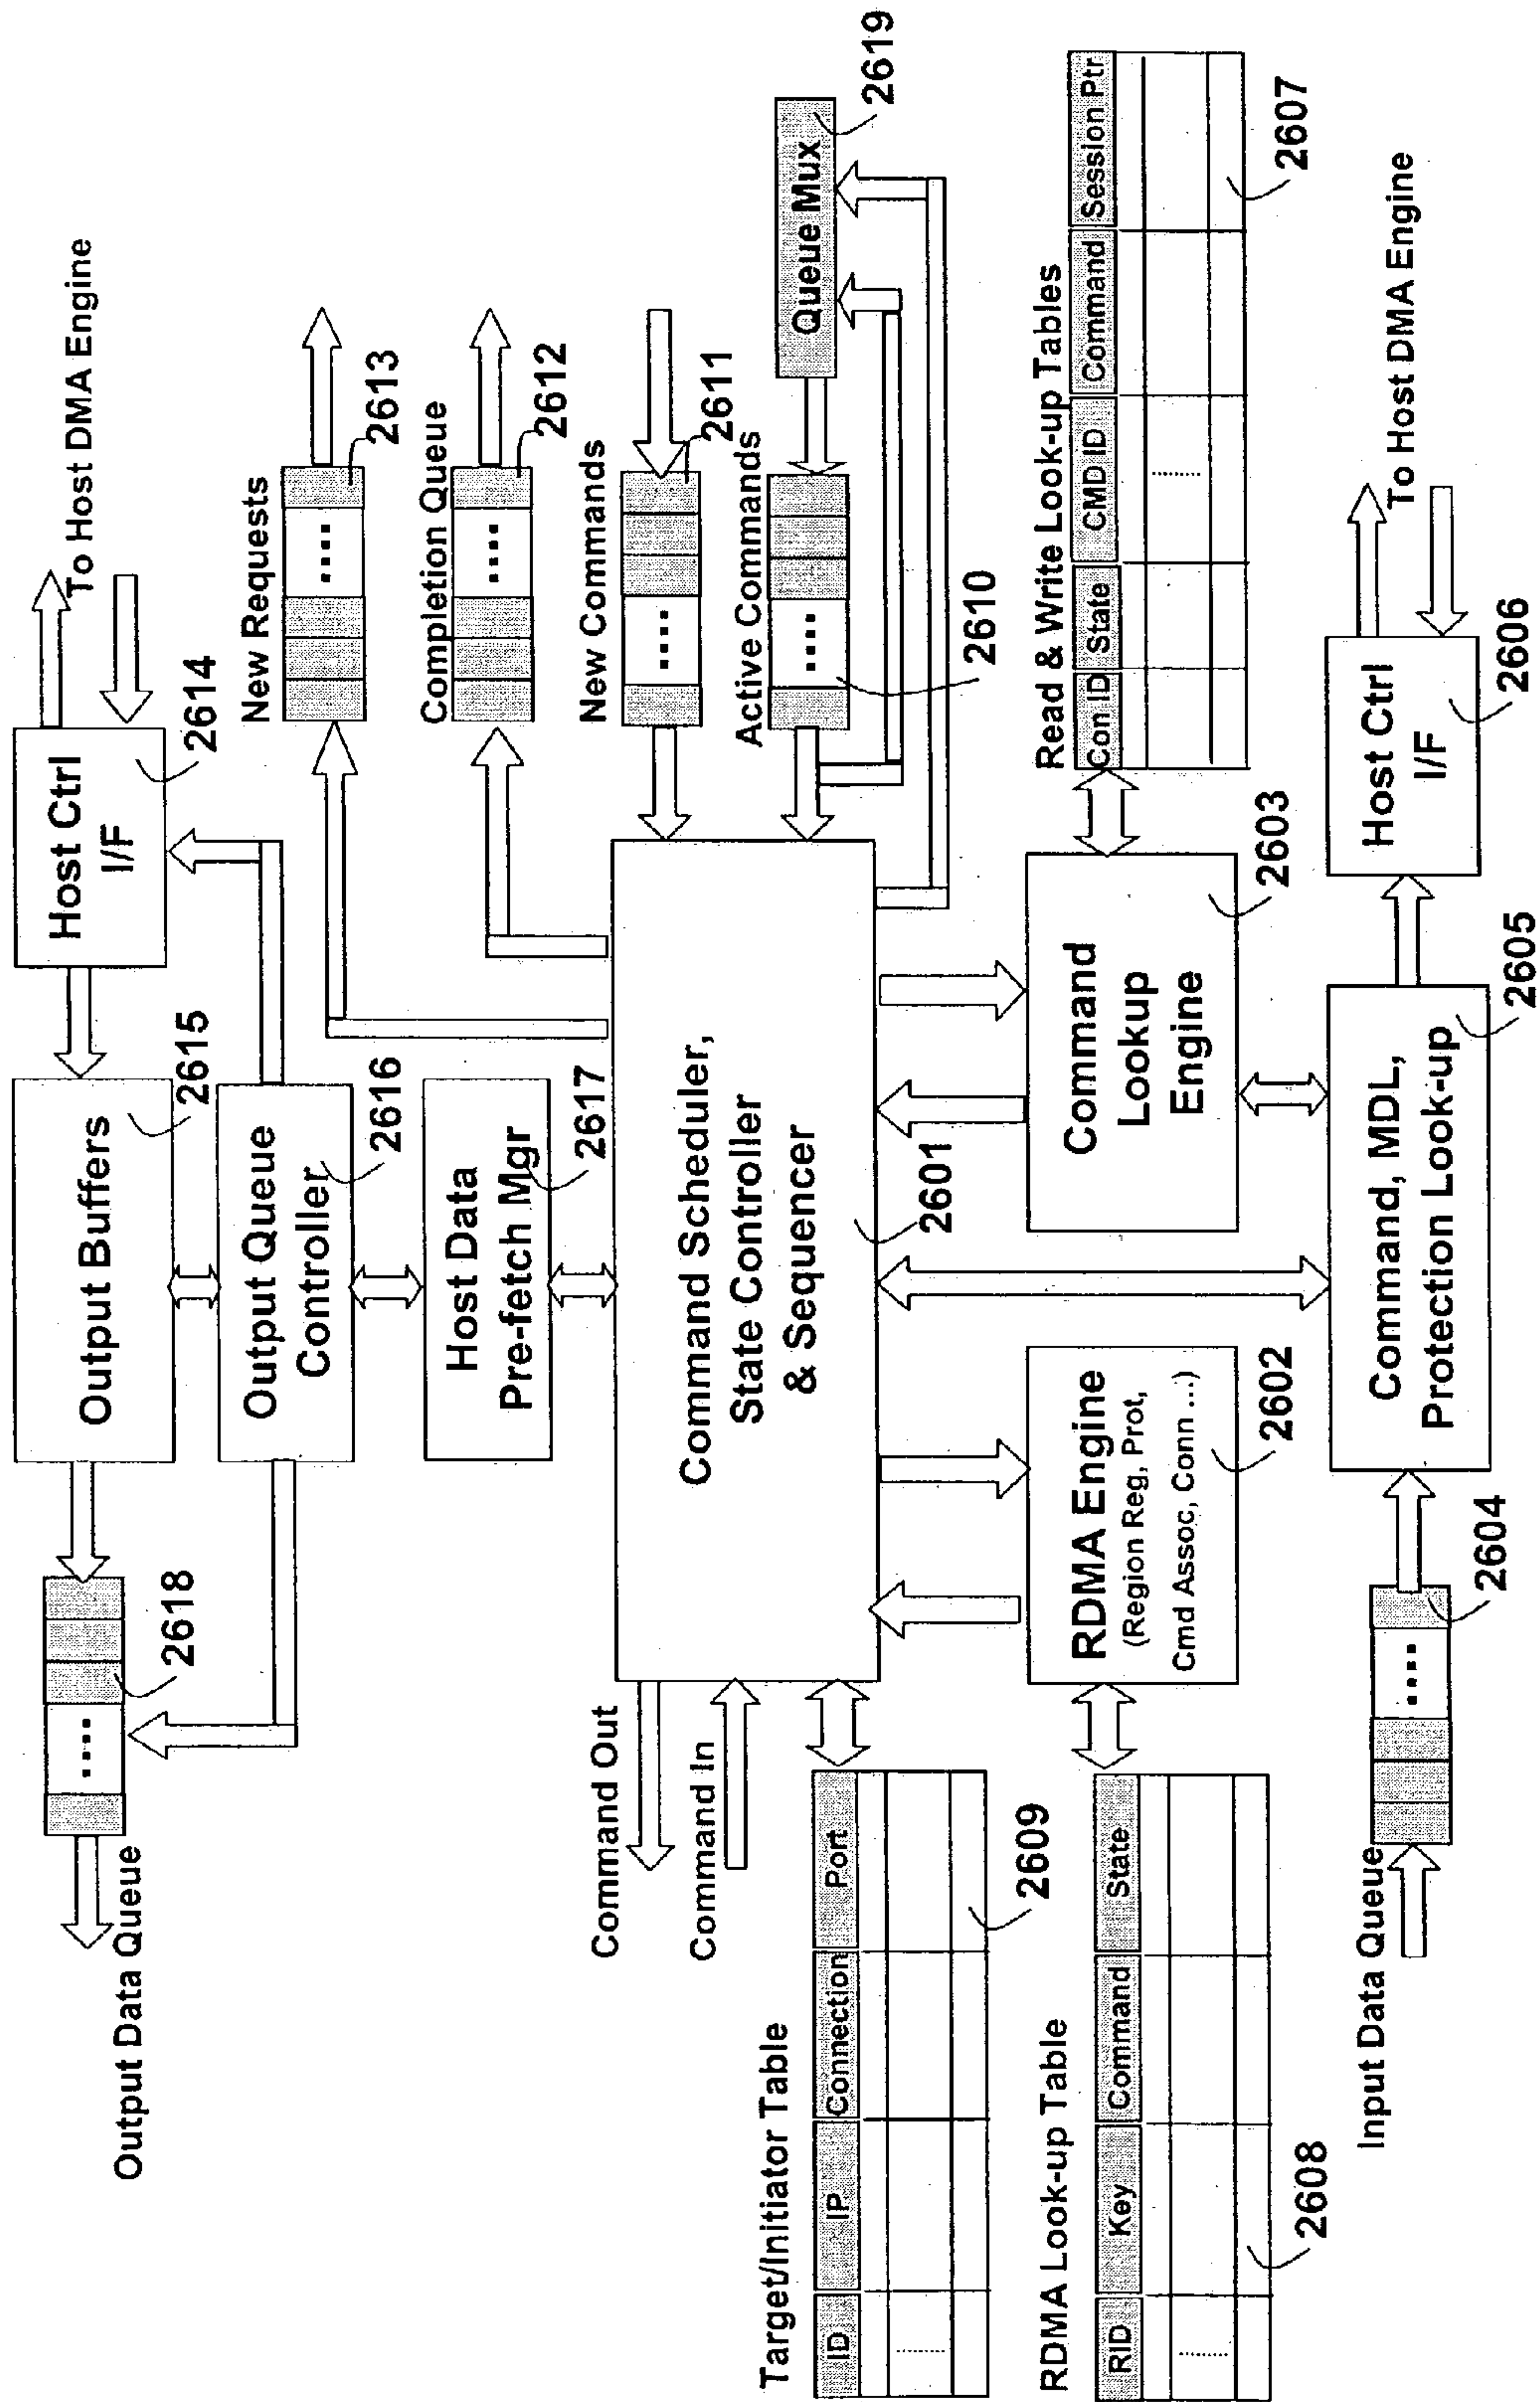 Output Data Queue
2618
Output Buffers
2615
Host Ctrl
I/F
2614
To Host DMA Engine
Output Queue
Controller
2616
Host Data
Pre-fetch Mgr
2617
New Requests
2613
Completion Queue
2612
New Commands
2611
Active Commands
2610
Queue Mux
2619
Command Out
Command In
Command Scheduler,
State Controller
& Sequencer
2601
Target/Initiator Table
ID
IP
Connection
Port
2609
RDMA Look-up Table
RID
Key
Command
State
2608
RDMA Engine
(Region Reg, Prot,
Cmd Assoc, Conn ...)
2602
Command
Lookup
Engine
2603
Read & Write Look-up Tables
Con ID
State
CMD ID
Command
Session Ptr
2607
Input Data Queue
2604
Command, MDL,
Protection Look-up
2605
Host Ctrl
I/F
2606
To Host DMA Engine